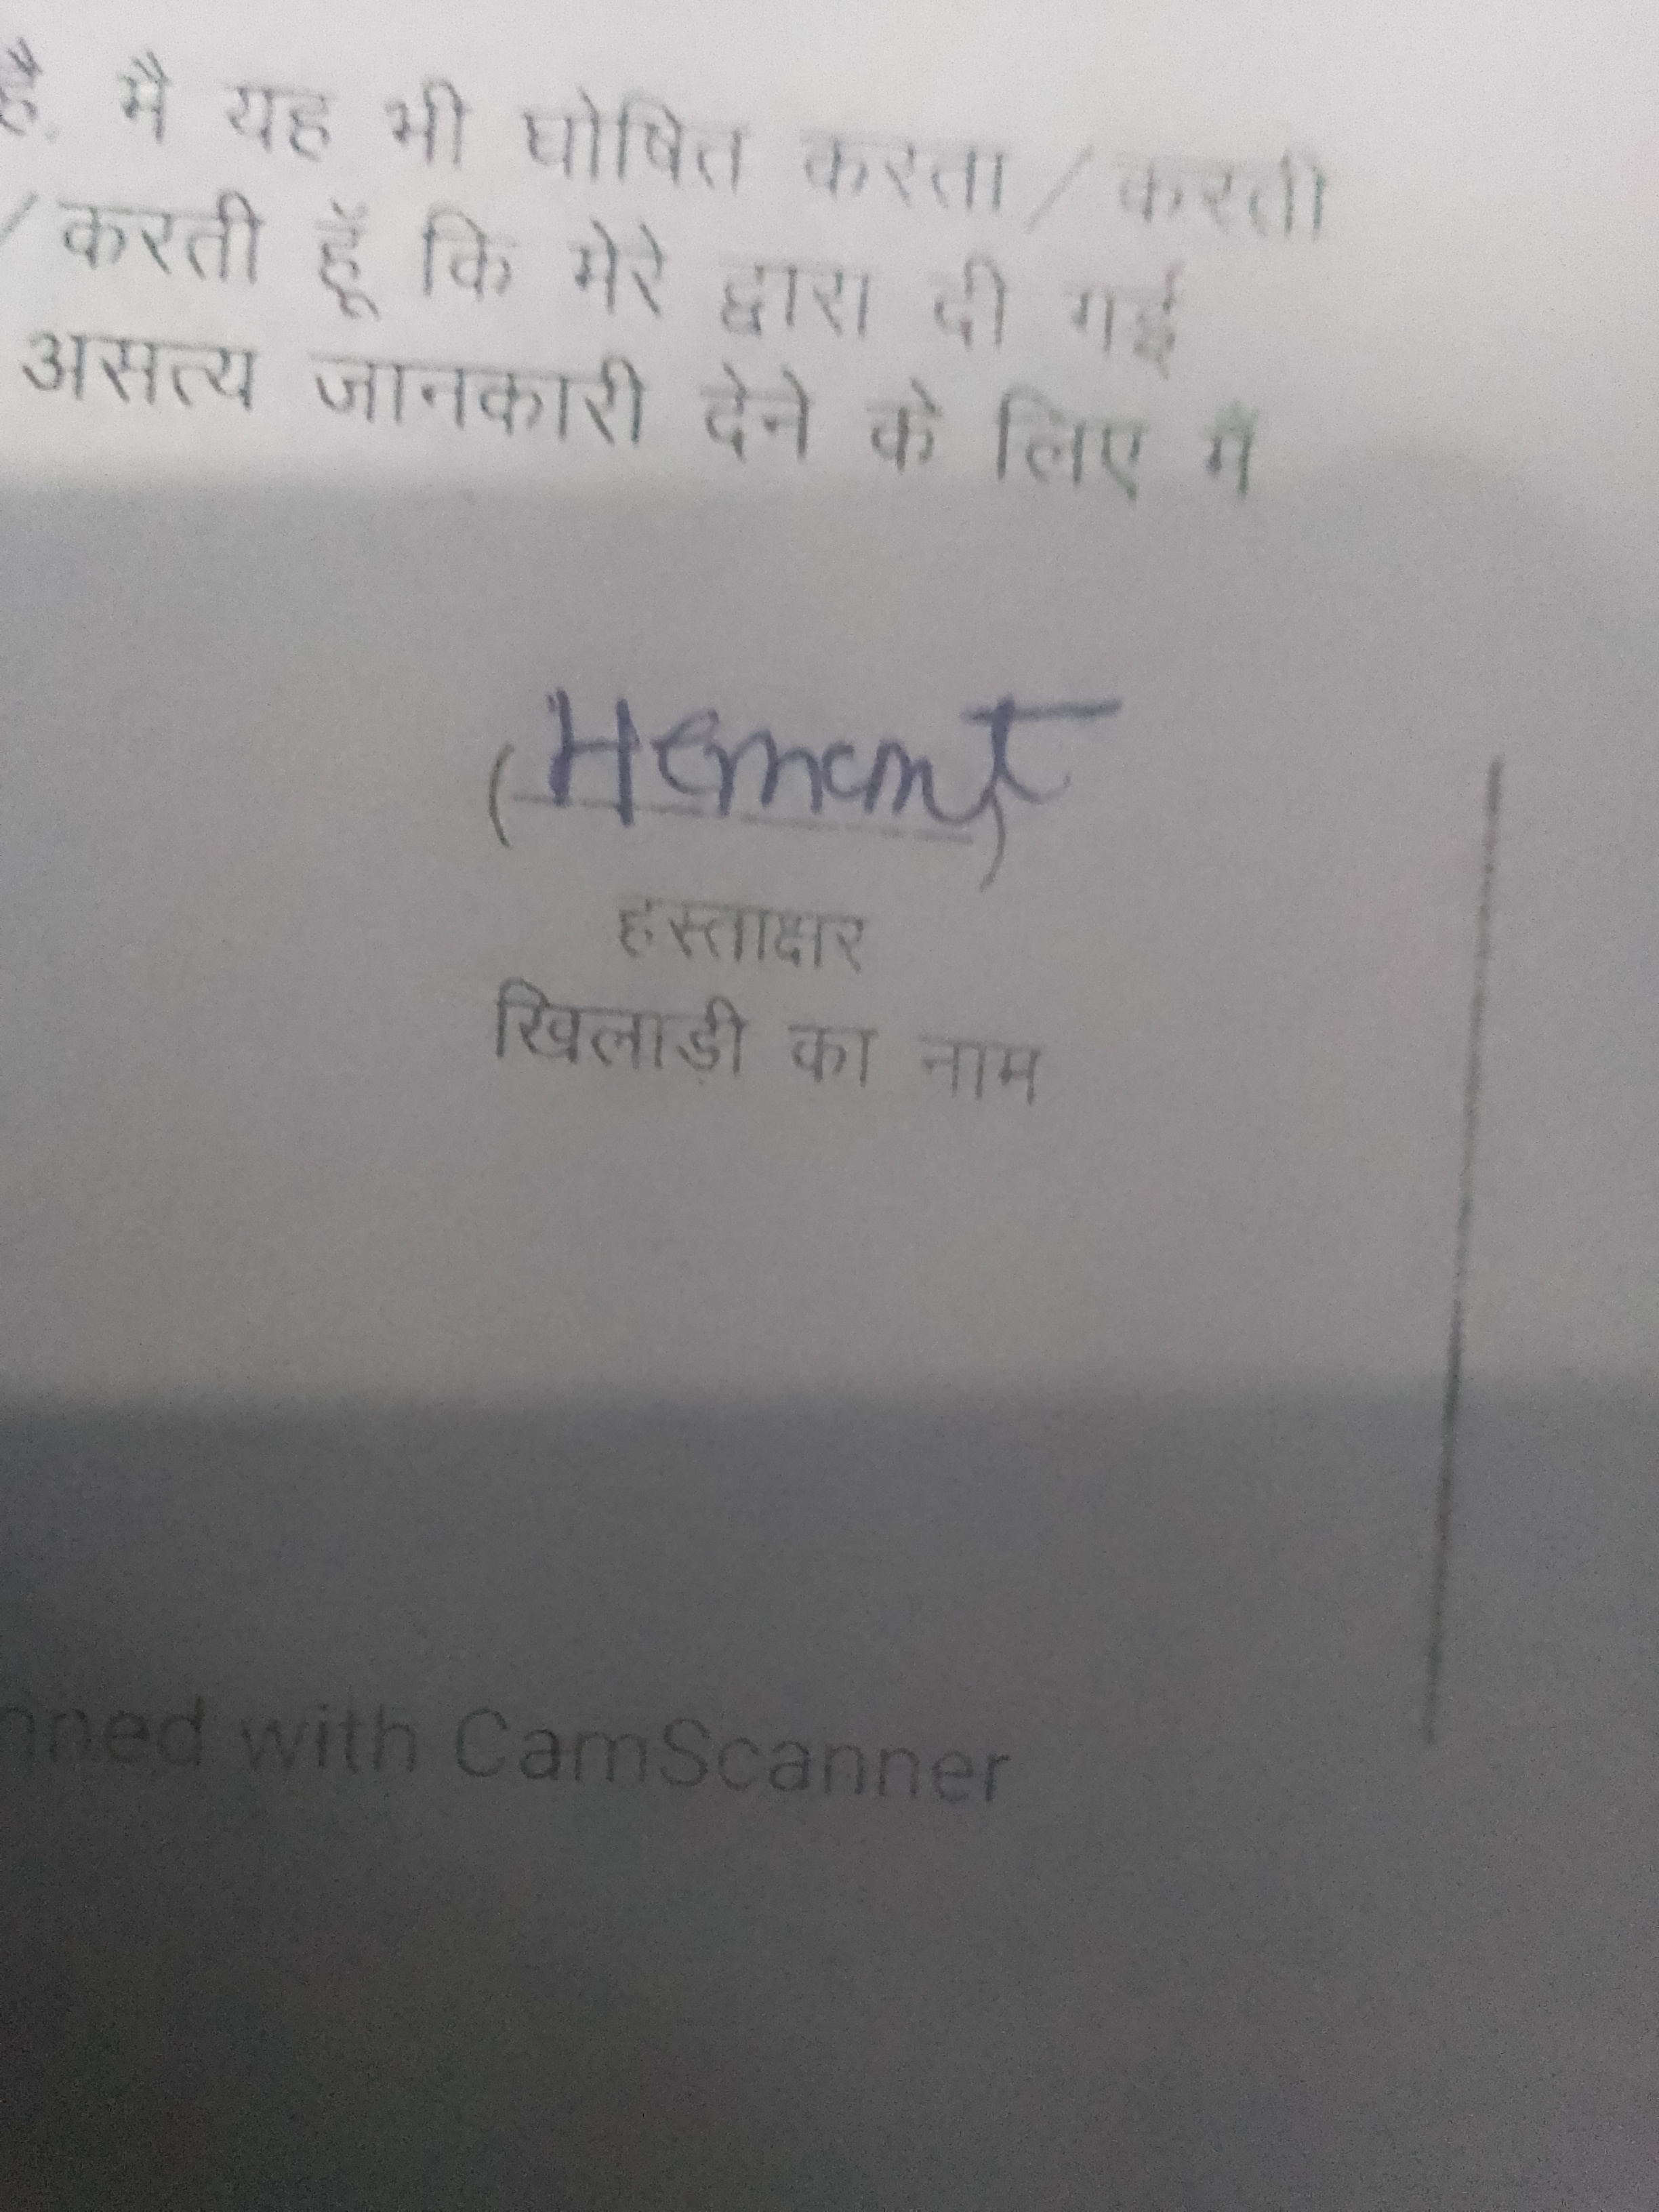 है. मै यह भी घोषित करता / करती
/ करती हूँ कि मेरे द्वारा दी गई
असत्य जानकारी देने के लिए मैं
(Hemant)
हस्ताक्षर
खिलाड़ी का नाम
nned with CamScanner